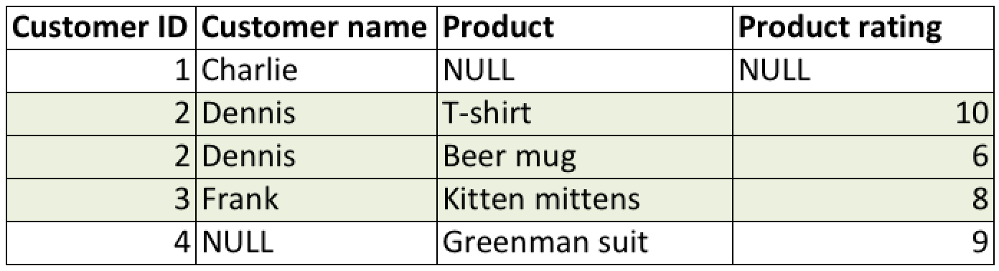 Customer ID Customer name Product Product rating
1 Charlie NULL NULL
2 Dennis T-shirt 10
2 Dennis Beer mug 6
3 Frank Kitten mittens 8
4 NULL Greenman suit 9